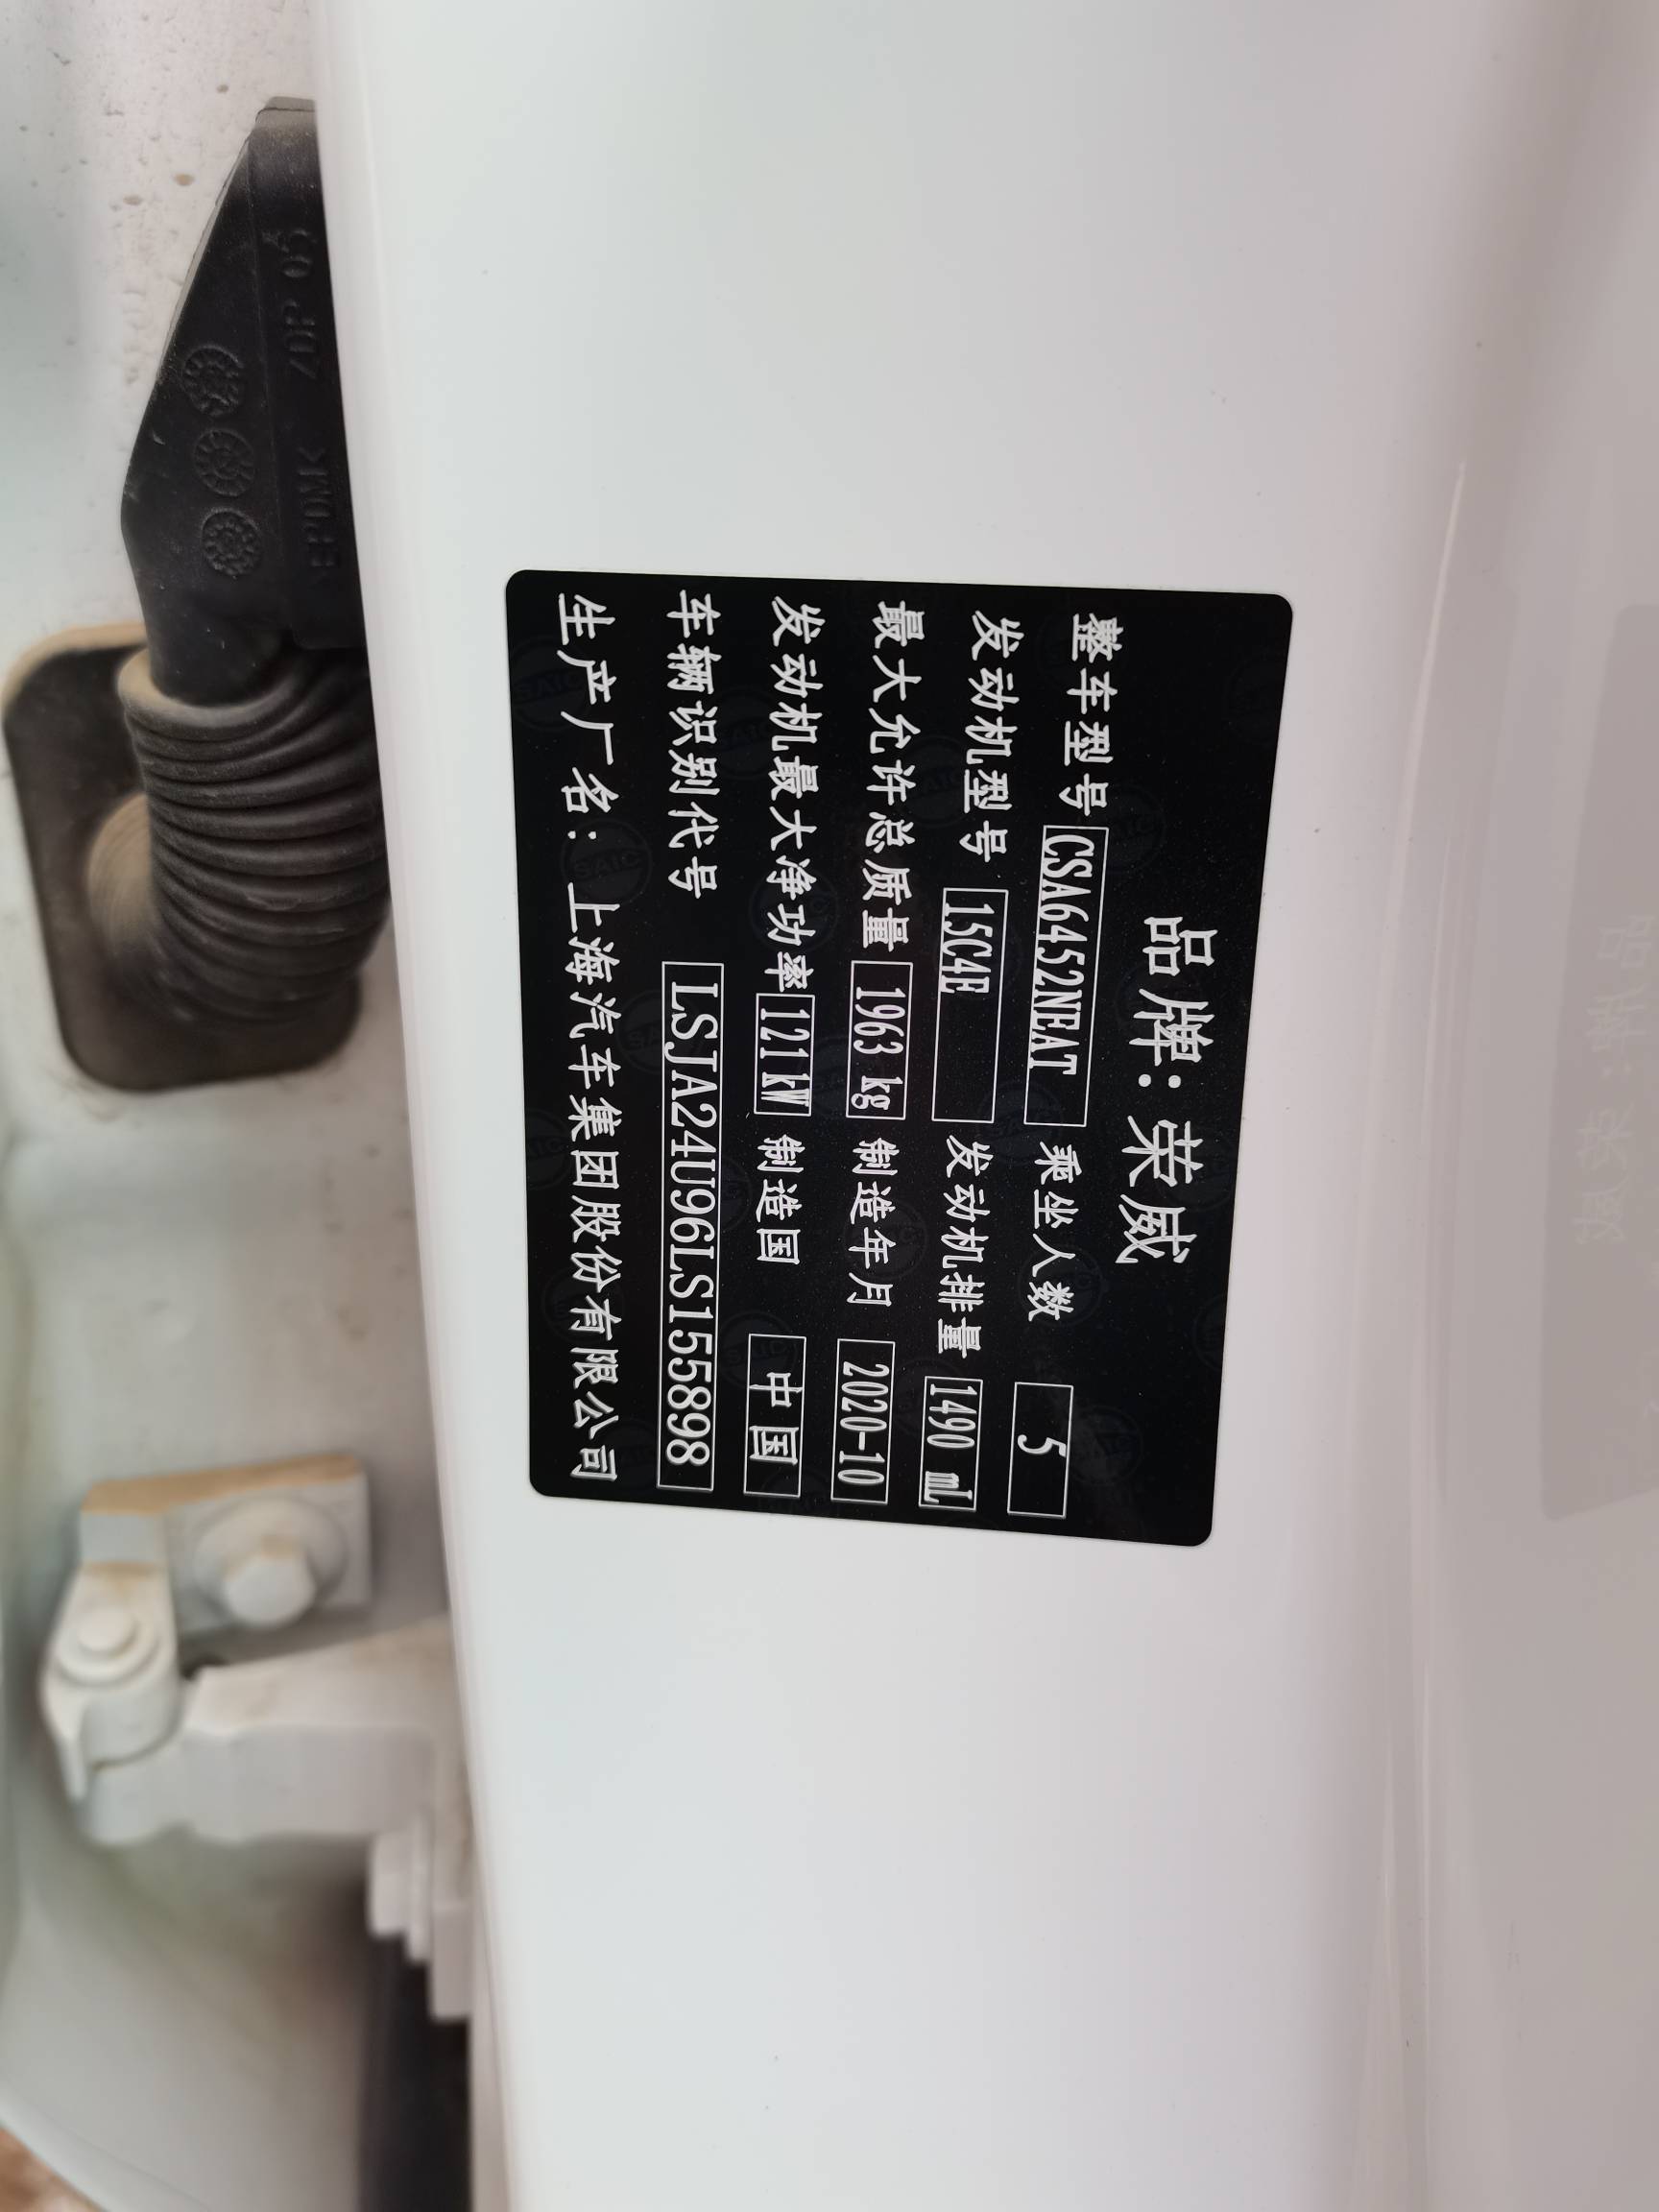 品牌：荣威
整车型号 CSA6452NEAT 乘坐人数 5
发动机型号 15C4E 发动机排量 1490 mL
最大允许总质量 1963 kg 制造年月 2020-10
发动机最大净功率 121kW 制造国 中国
车辆识别代号 LSJA24U96LS155898
生产厂名：上海汽车集团股份有限公司